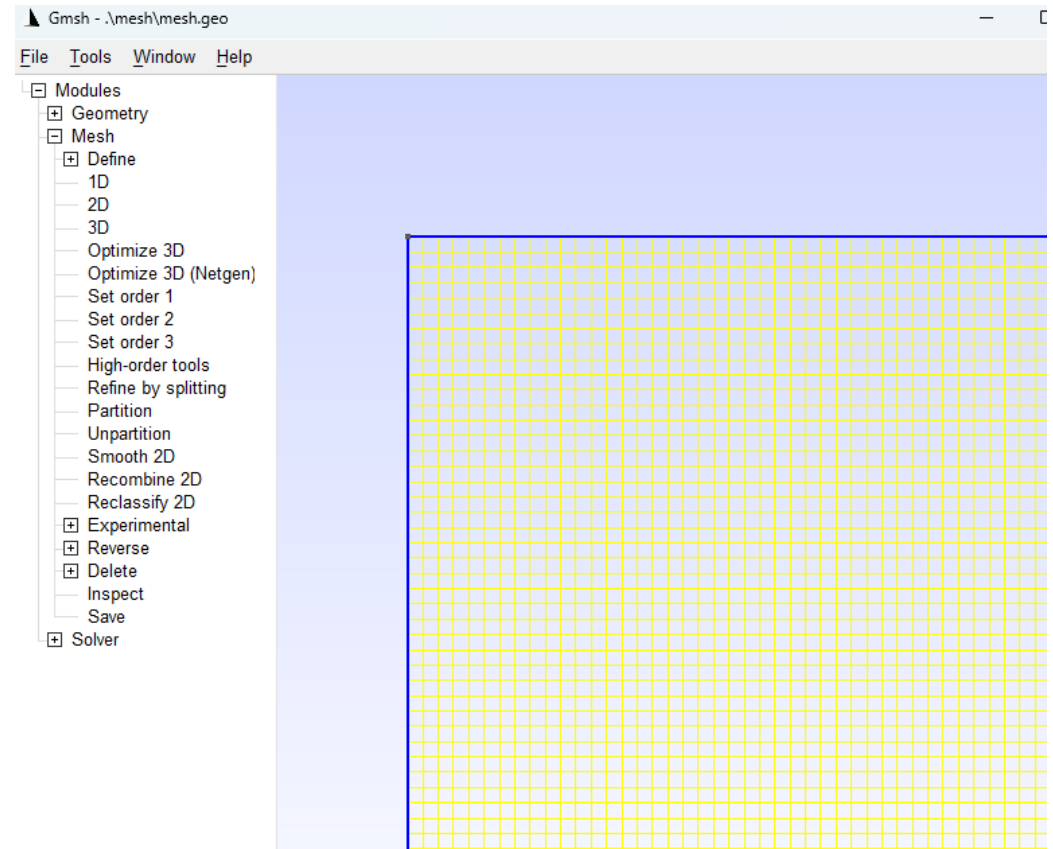 Gmsh - .\mesh\mesh.geo
File Tools Window Help
Modules
Geometry
Mesh
Define
1D
2D
3D
Optimize 3D
Optimize 3D (Netgen)
Set order 1
Set order 2
Set order 3
High-order tools
Refine by splitting
Partition
Unpartition
Smooth 2D
Recombine 2D
Reclassify 2D
Experimental
Reverse
Delete
Inspect
Save
Solver